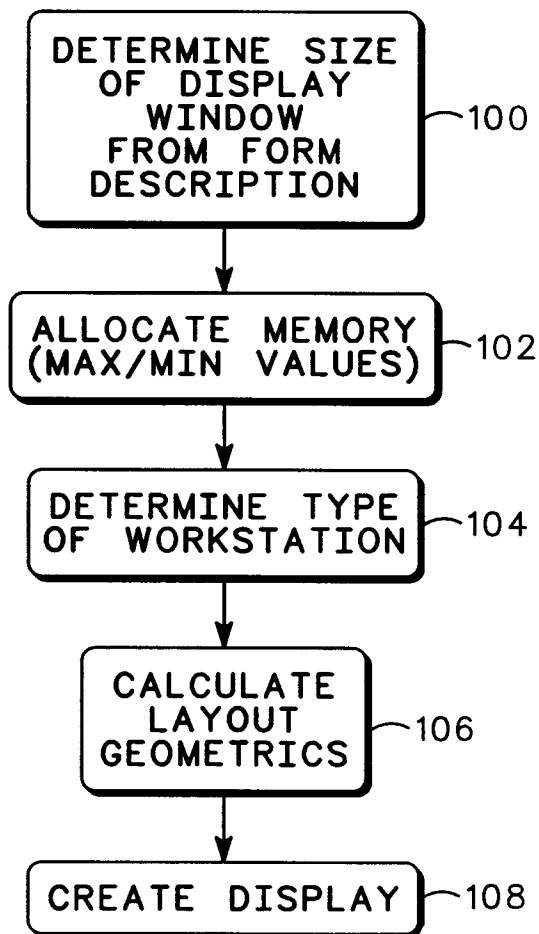 DETERMINE SIZE
OF DISPLAY
WINDOW
FROM FORM
DESCRIPTION
100
ALLOCATE MEMORY
(MAX/MIN VALUES)
102
DETERMINE TYPE
OF WORKSTATION
104
CALCULATE
LAYOUT
GEOMETRICS
106
CREATE DISPLAY
108